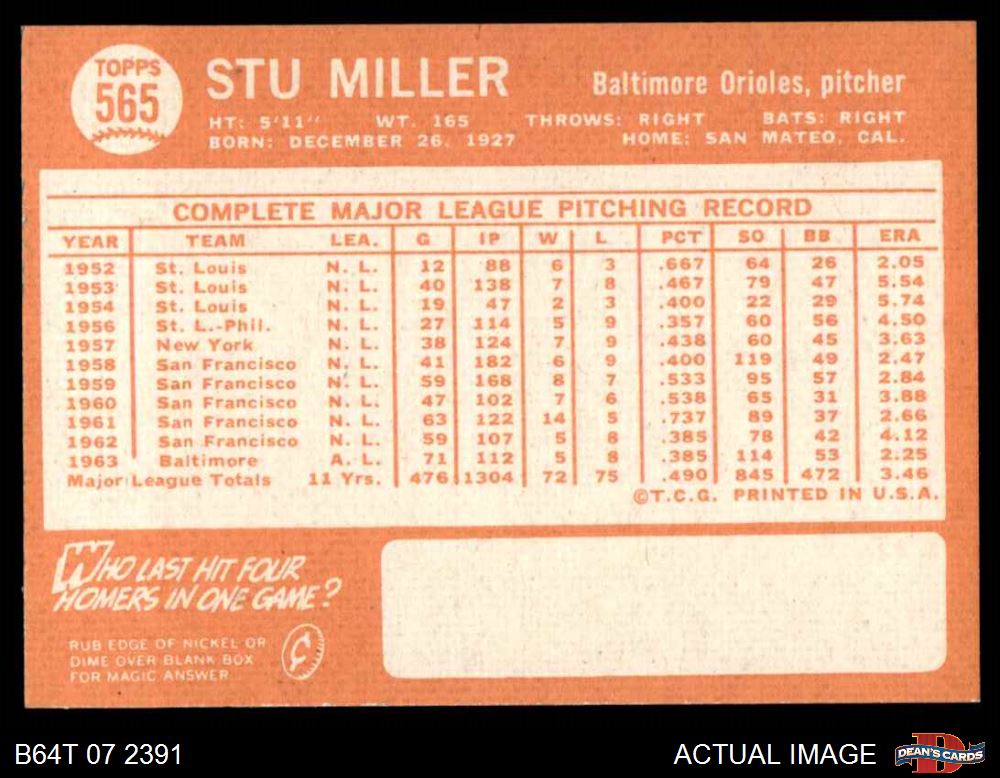 TOPPS
565
STU MILLER
Baltimore Orioles, pitcher
HT: 5'11" WT. 165 THROWS: RIGHT BATS: RIGHT
BORN: DECEMBER 26, 1927 HOME: SAN MATEO, CAL.
COMPLETE MAJOR LEAGUE PITCHING RECORD
YEAR TEAM LEA. G IP W L PCT SO BB ERA
1952 St. Louis N. L. 12 88 6 3 .667 64 26 2.05
1953 St. Louis N. L. 40 138 7 8 .467 79 47 5.54
1954 St. Louis N. L. 19 47 2 3 .400 22 29 5.74
1956 St. L.-Phil. N. L. 27 114 5 9 .357 60 56 4.50
1957 New York N. L. 38 124 7 9 .438 60 45 3.63
1958 San Francisco N. L. 41 182 6 9 .400 119 49 2.47
1959 San Francisco N. L. 59 168 8 7 .533 95 57 2.84
1960 San Francisco N. L. 47 102 7 6 .538 65 31 3.88
1961 San Francisco N. L. 63 122 14 5 .737 89 37 2.66
1962 San Francisco N. L. 59 107 5 8 .385 78 42 4.12
1963 Baltimore A. L. 71 112 5 8 .385 114 53 2.25
Major League Totals 11 Yrs. 476 1304 72 75 .490 845 472 3.46
©T.C.G. PRINTED IN U.S.A.
WHO LAST HIT FOUR
HOMERS IN ONE GAME?
RUB EDGE OF NICKEL OR
DIME OVER BLANK BOX
FOR MAGIC ANSWER
¢
B64T 07 2391
ACTUAL IMAGE
D
DEAN'S CARDS